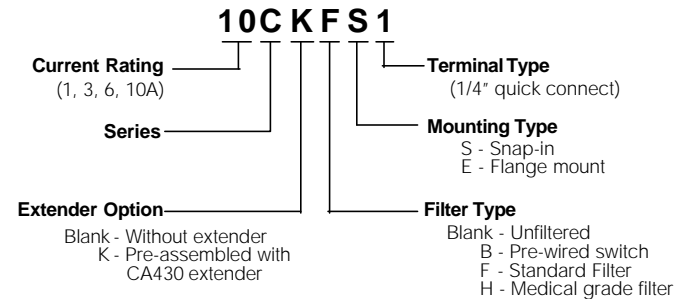 10CKFS1
Current Rating
(1, 3, 6, 10A)
Series
Extender Option
Blank - Without extender
K - Pre-assembled with
CA430 extender
Terminal Type
(1/4" quick connect)
Mounting Type
S - Snap-in
E - Flange mount
Filter Type
Blank - Unfiltered
B - Pre-wired switch
F - Standard Filter
H - Medical grade filter